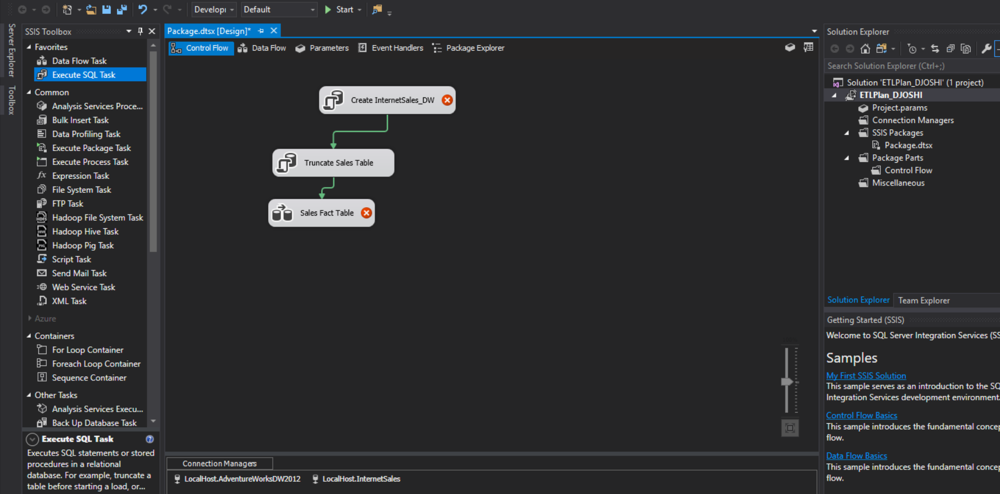 Developı
Default
Start
Server Explorer
Toolbox
SSIS Toolbox
Favorites
Data Flow Task
Execute SQL Task
Common
Analysis Services Proce...
Bulk Insert Task
Data Profiling Task
Execute Package Task
Execute Process Task
fx Expression Task
File System Task
FTP Task
Hadoop File System Task
Hadoop Hive Task
Hadoop Pig Task
Script Task
Send Mail Task
Web Service Task
XML Task
Azure
Containers
For Loop Container
Foreach Loop Container
Sequence Container
Other Tasks
Analysis Services Execu...
Back Up Database Task
Execute SQL Task
Executes SQL statements or stored
procedures in a relational
database. For example, truncate a
table before starting a load, or...
Package.dtsx [Design]*
Control Flow
Data Flow
Parameters
Event Handlers
Package Explorer
Create InternetSales_DW
Truncate Sales Table
Sales Fact Table
Connection Managers
LocalHost.AdventureWorksDW2012
LocalHost.InternetSales
Solution Explorer
Search Solution Explorer (Ctrl+;)
Solution 'ETLPlan_DJOSHI' (1 project)
ETLPlan_DJOSHI
Project.params
Connection Managers
SSIS Packages
Package.dtsx
Package Parts
Control Flow
Miscellaneous
Solution Explorer
Team Explorer
Getting Started (SSIS)
Welcome to SQL Server Integration Services (SS
Samples
My First SSIS Solution
This sample serves as an introduction to the SQ
Integration Services development environment.
Control Flow Basics
This sample introduces the fundamental concep
flow.
Data Flow Basics
This sample introduces the fundamental concep
flow.